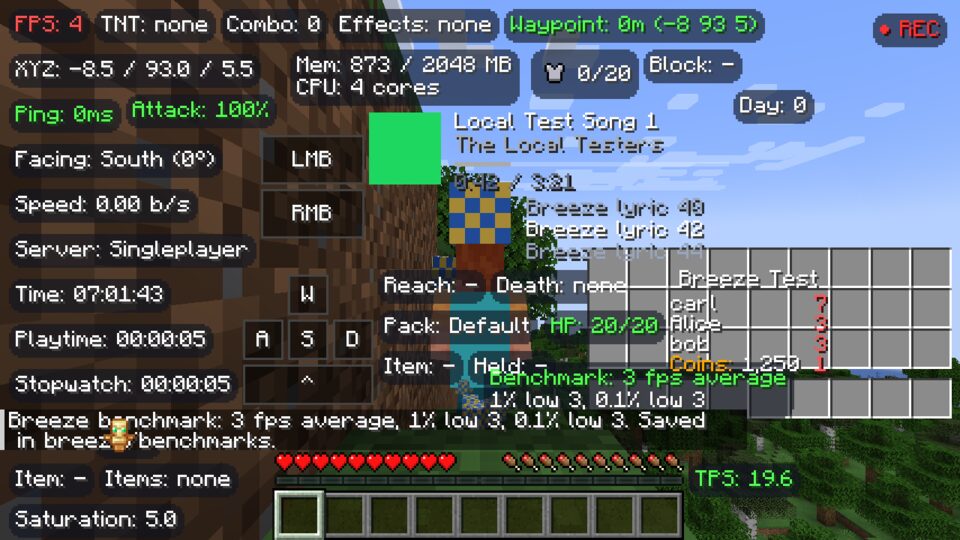 FPS: 4 TNT: none Combo: 0 Effects: none Waypoint: 0m (-8 93 5)
REC
XYZ: -8.5 / 93.0 / 5.5
Mem: 873 / 2048 MB
CPU: 4 cores
0/20
Block: -
Day: 0
Ping: 0ms
Attack: 100%
Local Test Song 1
The Local Testers
0:42 / 3:21
Facing: South (0°)
LMB
Speed: 0.00 b/s
RMB
Breeze lyric 40
Breeze lyric 42
Breeze lyric 44
Server: Singleplayer
Time: 07:01:43
W
Reach: - Death: none
Breeze Test
carl 7
Alice 3
bob 3
Coins: 1,250 1
Playtime: 00:00:05
A S D
Pack: Default
HP: 20/20
Stopwatch: 00:00:05
^
Item: - Held: -
Benchmark: 3 fps average
1% low 3, 0.1% low 3
Breeze benchmark: 3 fps average, 1% low 3, 0.1% low 3. Saved
in breeze benchmarks.
Item: - Items: none
TPS: 19.6
Saturation: 5.0